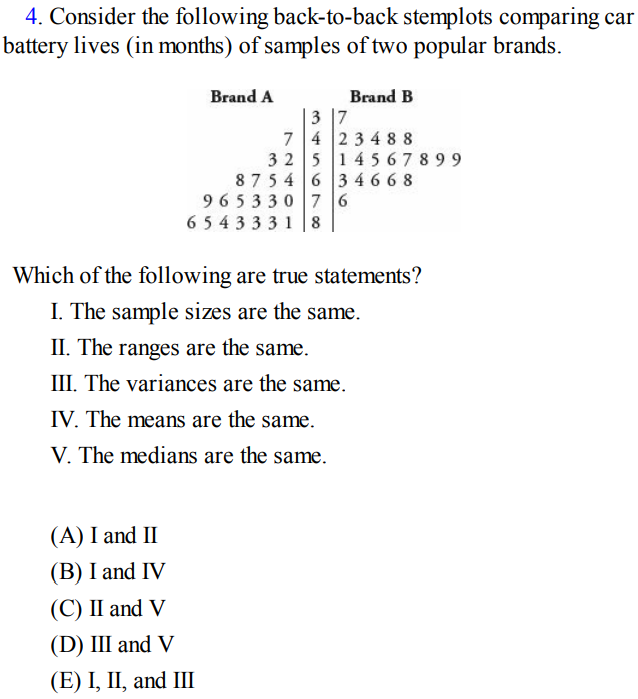 4. Consider the following back-to-back stemplots comparing car
battery lives (in months) of samples of two popular brands.
Brand A Brand B
3 7
7 4 2 3 4 8 8
3 2 5 1 4 5 6 7 8 9 9
8 7 5 4 6 3 4 6 6 8
9 6 5 3 3 0 7 6
6 5 4 3 3 3 1 8
Which of the following are true statements?
I. The sample sizes are the same.
II. The ranges are the same.
III. The variances are the same.
IV. The means are the same.
V. The medians are the same.
(A) I and II
(B) I and IV
(C) II and V
(D) III and V
(E) I, II, and III